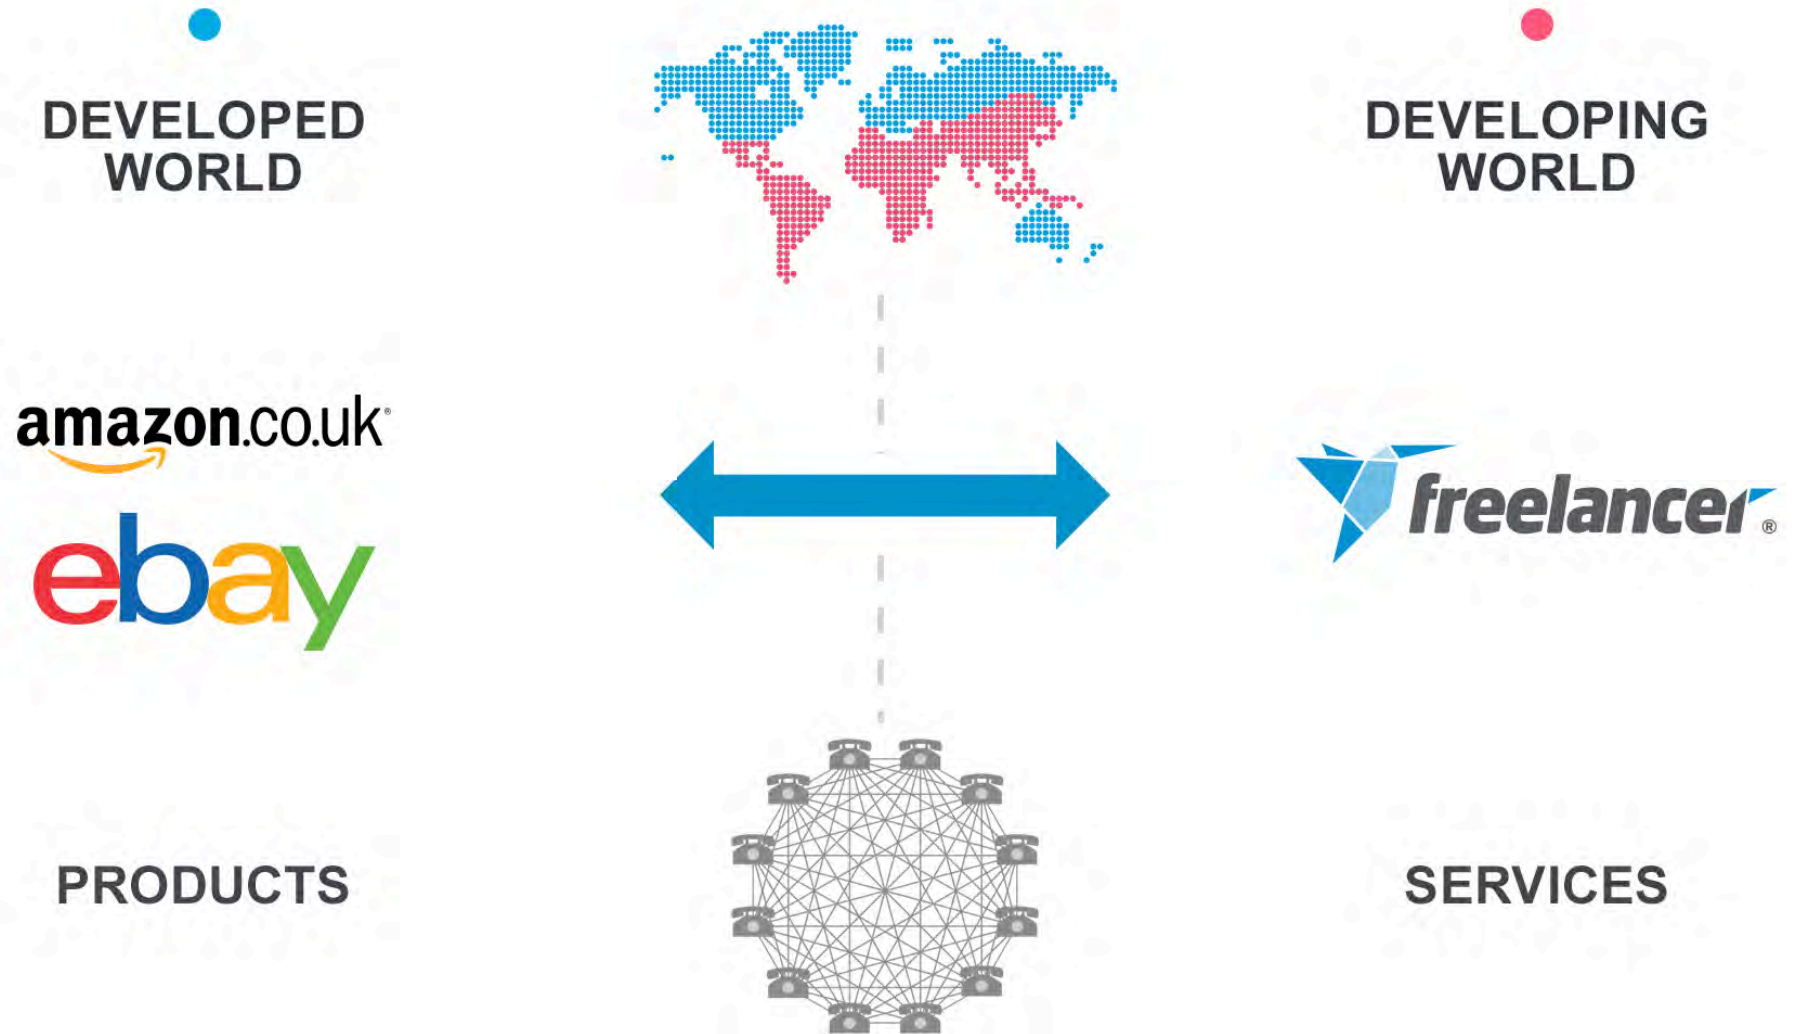 DEVELOPED
WORLD
DEVELOPING
WORLD
amazon.co.uk®
freelancer®
ebay
PRODUCTS
SERVICES